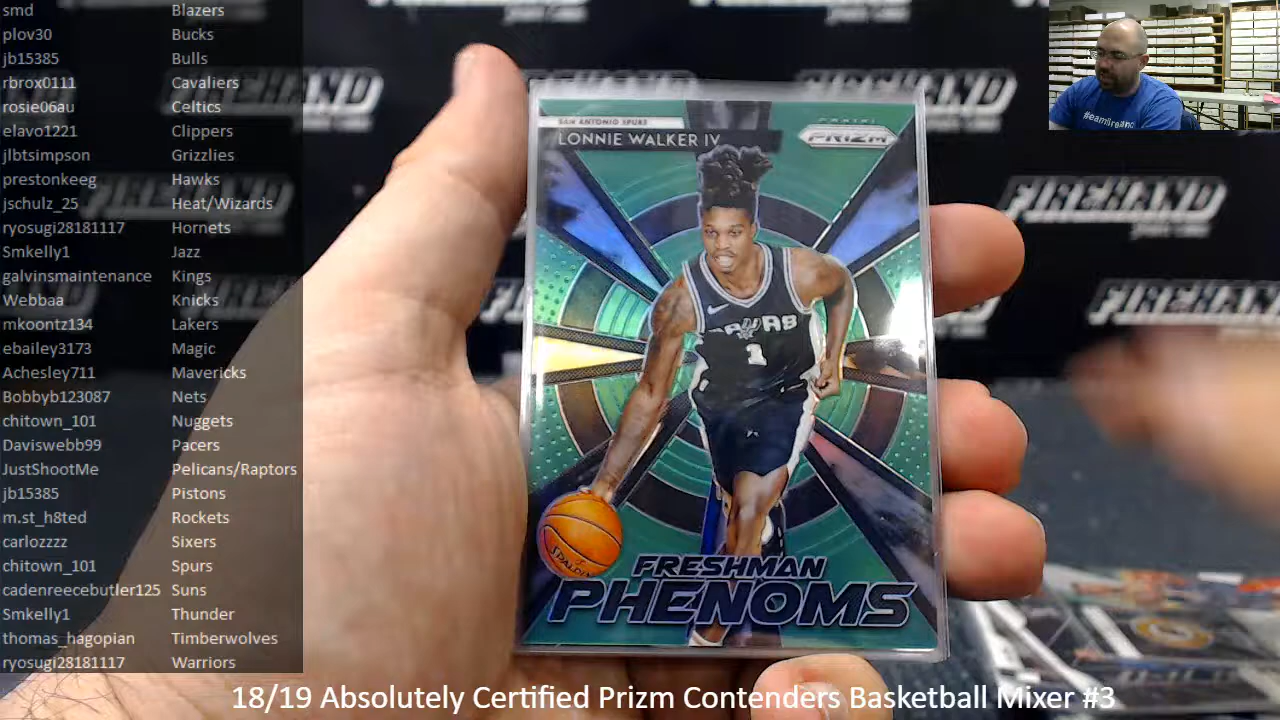 smd Blazers
plov30 Bucks
jb15385 Bulls
rbrox0111 Cavaliers
rosie06au Celtics
elavo1221 Clippers
jlbtsimpson Grizzlies
prestonkeeg Hawks
jschulz_25 Heat/Wizards
ryosugi28181117 Hornets
Smkelly1 Jazz
galvinsmaintenance Kings
Webbaa Knicks
mkoontz134 Lakers
ebailey3173 Magic
Achesley711 Mavericks
Bobbyb123087 Nets
chitown_101 Nuggets
Daviswebb99 Pacers
JustShootMe Pelicans/Raptors
jb15385 Pistons
m.st_h8ted Rockets
carlozzzz Sixers
chitown_101 Spurs
cadenreecebutler125 Suns
Smkelly1 Thunder
thomas_hagopian Timberwolves
ryosugi28181117 Warriors
SAN ANTONIO SPURS
LONNIE WALKER IV
PANINI
PRIZM
SPURS
1
SPALDING
FRESHMAN
PHENOMS
FIREHAND
FIREHAND
FIREHAND
18/19 Absolutely Certified Prizm Contenders Basketball Mixer #3